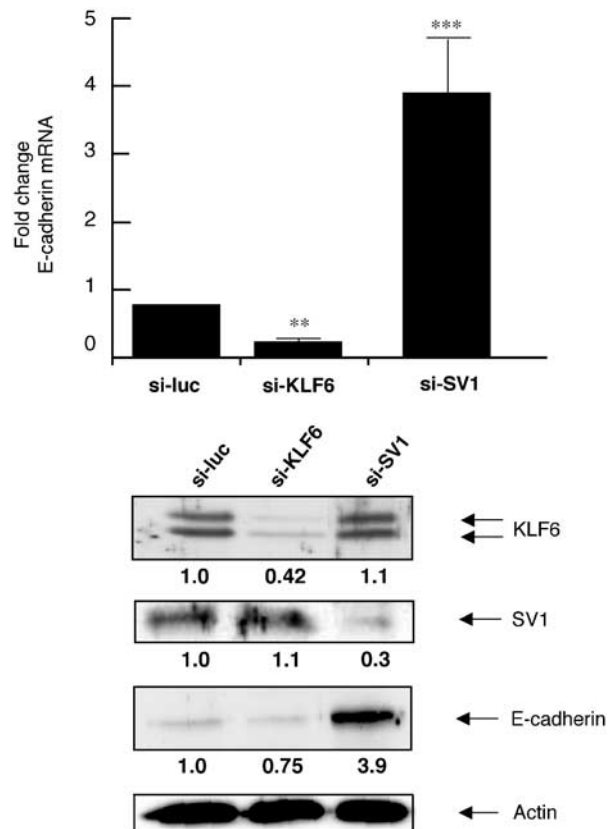 5
***
4
3
Fold change
E-cadherin mRNA
2
1
**
0
si-luc si-KLF6 si-SV1
si-luc si-KLF6 si-SV1
KLF6
1.0 0.42 1.1
SV1
1.0 1.1 0.3
E-cadherin
1.0 0.75 3.9
Actin